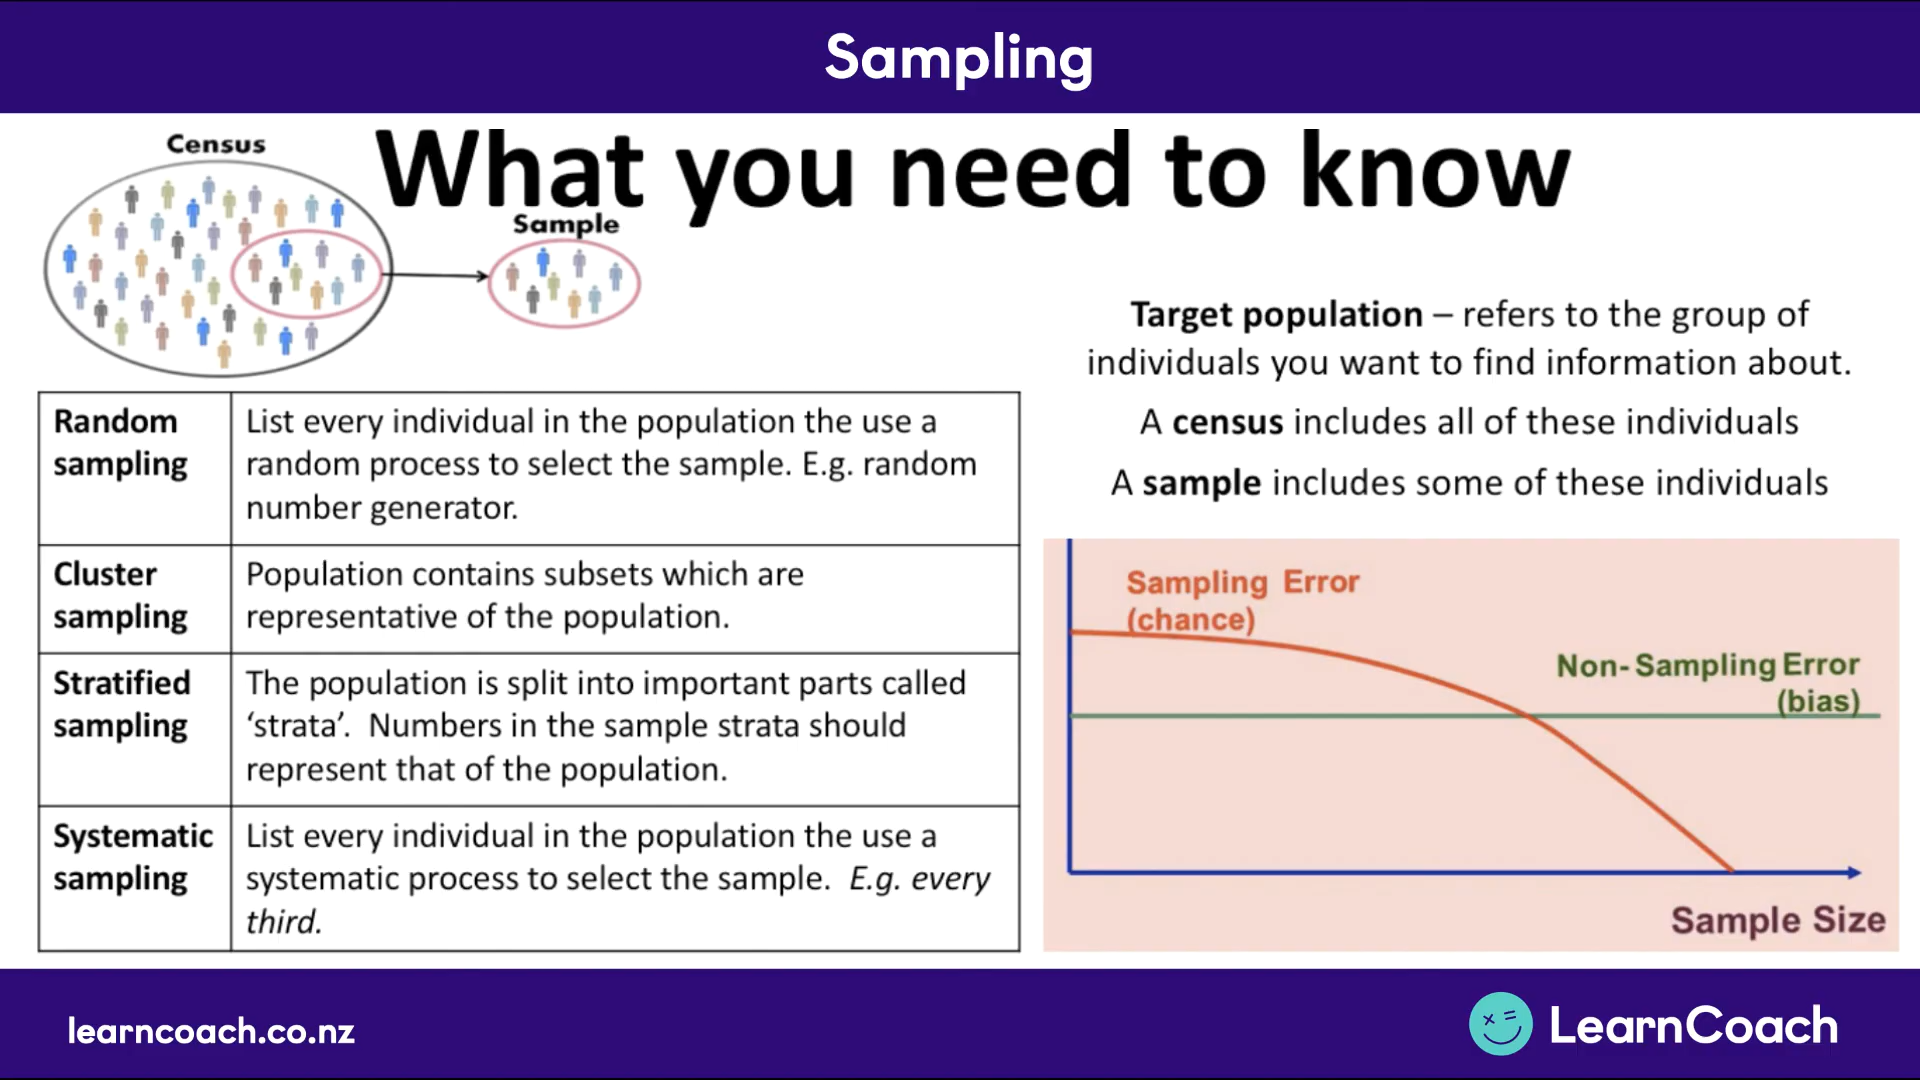 Sampling
Census
What you need to know
Sample
Target population – refers to the group of
individuals you want to find information about.
A census includes all of these individuals
A sample includes some of these individuals
Random
sampling
List every individual in the population the use a
random process to select the sample. E.g. random
number generator.
Cluster
sampling
Population contains subsets which are
representative of the population.
Stratified
sampling
The population is split into important parts called
‘strata’.  Numbers in the sample strata should
represent that of the population.
Systematic
sampling
List every individual in the population the use a
systematic process to select the sample.  E.g. every
third.
Sampling Error
(chance)
Non-Sampling Error
(bias)
Sample Size
learncoach.co.nz
LearnCoach